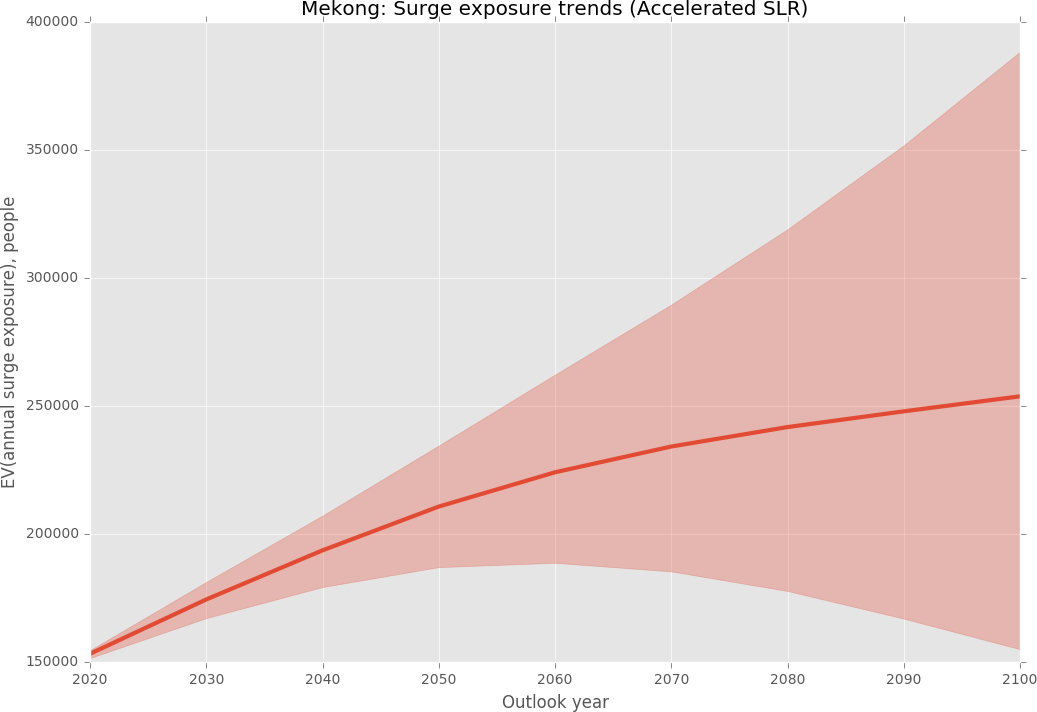 Mekong: Surge exposure trends (Accelerated SLR)
400000
350000
300000
250000
200000
150000
EV(annual surge exposure), people
2020 2030 2040 2050 2060 2070 2080 2090 2100
Outlook year